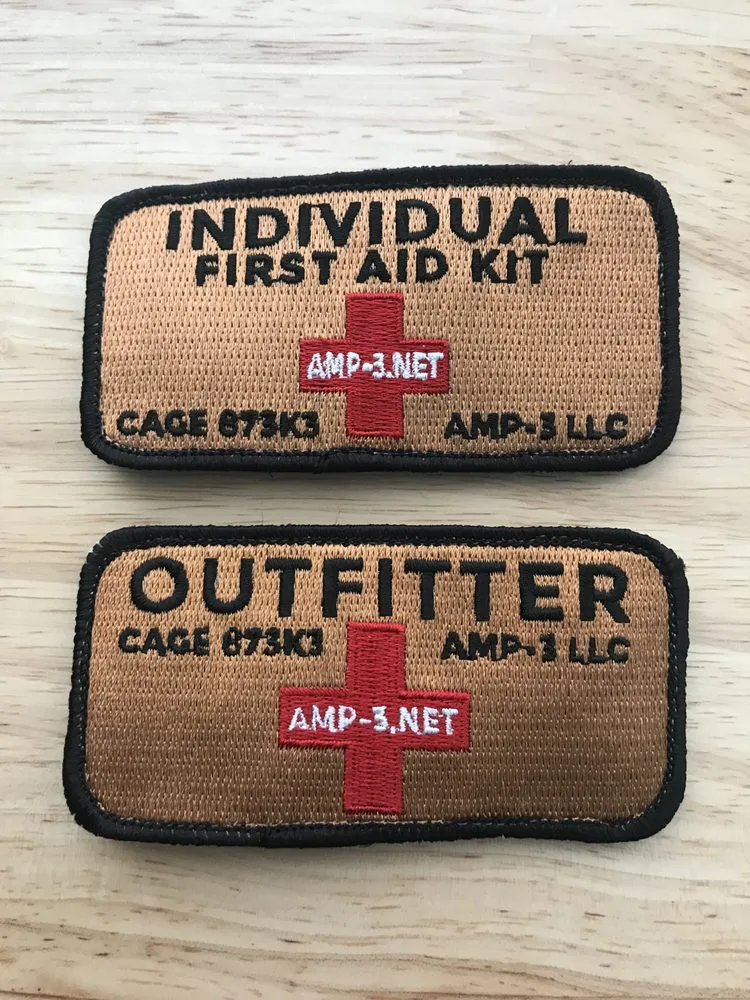 INDIVIDUAL
FIRST AID KIT
AMP-3.NET
CAGE 873K3 AMP-3 LLC
OUTFITTER
CAGE 873K3 AMP-3 LLC
AMP-3.NET